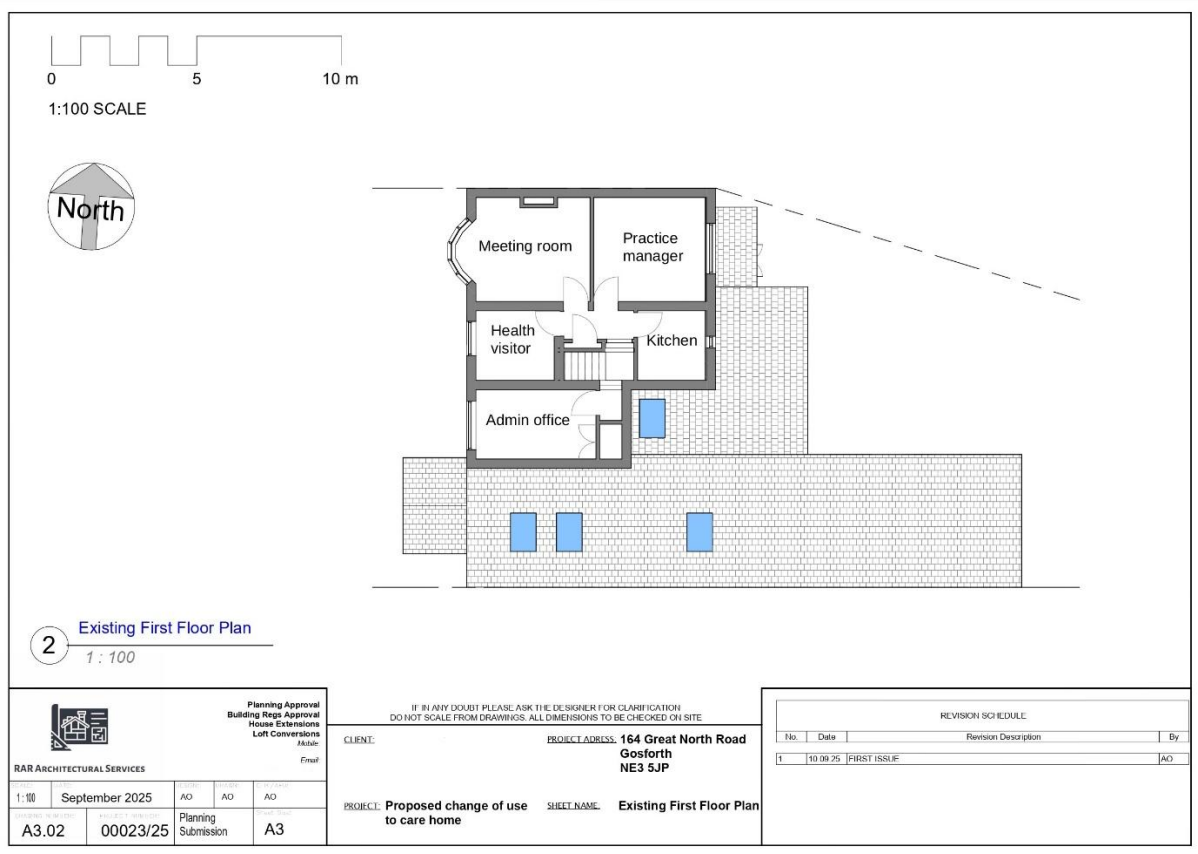 0 5 10 m
1:100 SCALE
North
Meeting room
Practice
manager
Health
visitor
Kitchen
Admin office
2
Existing First Floor Plan
1 : 100
Planning Approval
Building Regs Approval
House Extensions
Loft Conversions
Mobile:
Email:
RAR ARCHITECTURAL SERVICES
1:100
September 2025
AO
AO
AO
A3.02
00023/25
Planning
Submission
A3
IF IN ANY DOUBT PLEASE ASK THE DESIGNER FOR CLARIFICATION
DO NOT SCALE FROM DRAWINGS. ALL DIMENSIONS TO BE CHECKED ON SITE
CLIENT:
PROJECT ADRESS: 164 Great North Road
Gosforth
NE3 5JP
PROJECT: Proposed change of use
to care home
SHEET NAME: Existing First Floor Plan
REVISION SCHEDULE
No. Date Revision Description By
1 10.09.25 FIRST ISSUE AO